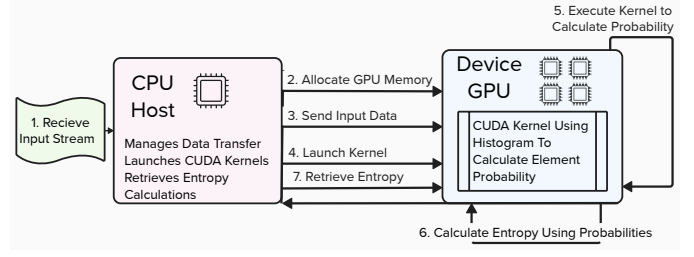 5. Execute Kernel to
Calculate Probability
CPU
Host
Manages Data Transfer
Launches CUDA Kernels
Retrieves Entropy
Calculations
1. Recieve
Input Stream
2. Allocate GPU Memory
3. Send Input Data
4. Launch Kernel
7. Retrieve Entropy
Device
GPU
CUDA Kernel Using
Histogram To
Calculate Element
Probability
6. Calculate Entropy Using Probabilities